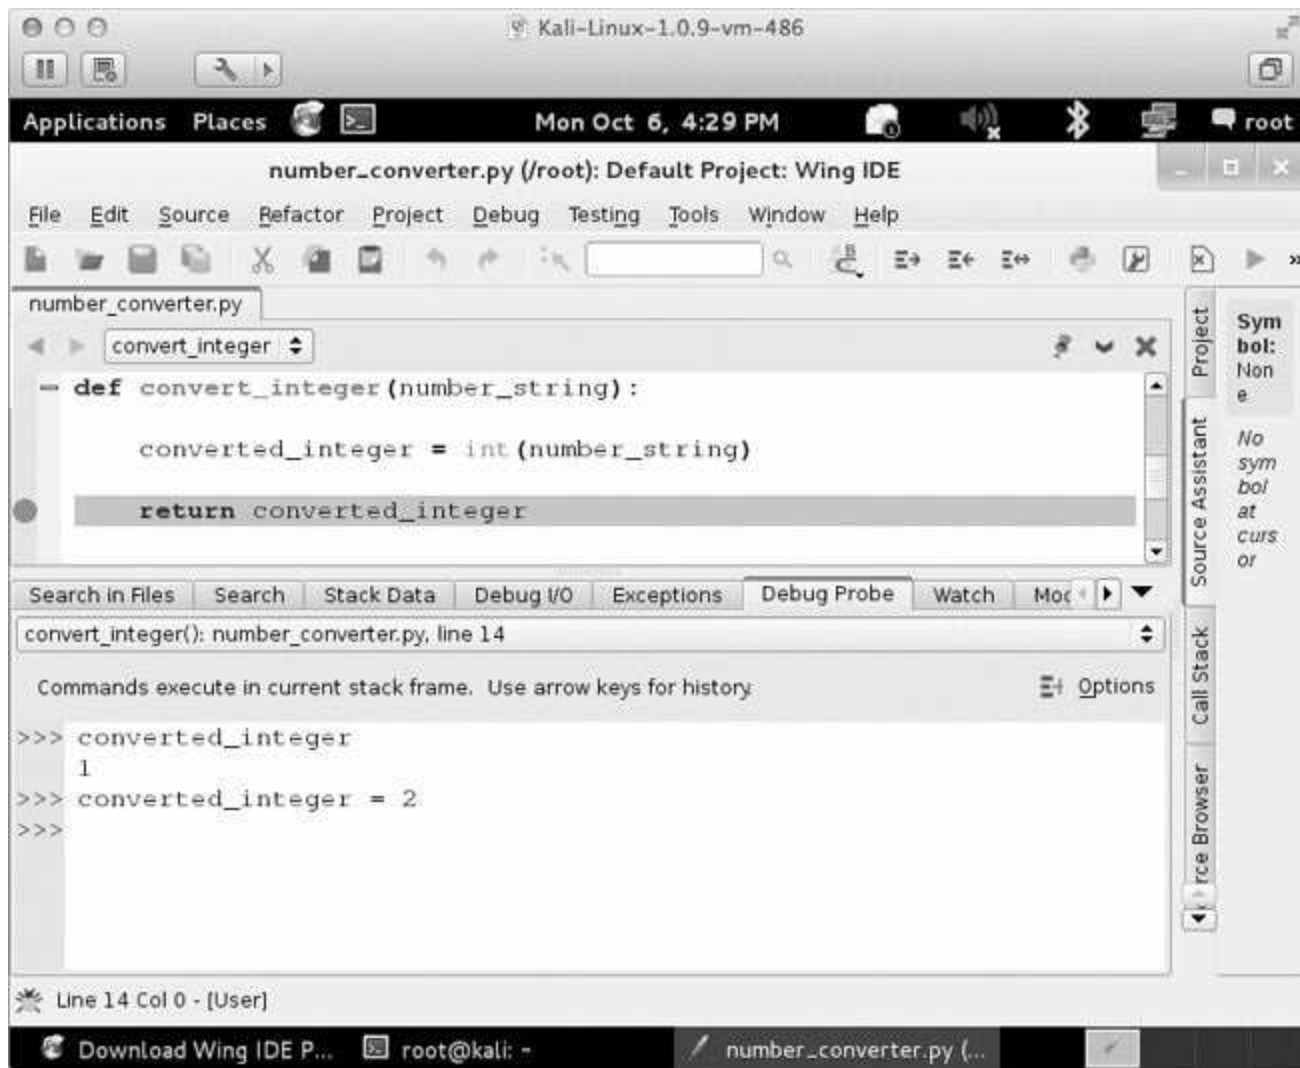 Kali-Linux-1.0.9-vm-486
Applications Places Mon Oct 6, 4:29 PM root
number_converter.py (/root): Default Project: Wing IDE
File Edit Source Refactor Project Debug Testing Tools Window Help
number_converter.py
convert_integer
def convert_integer(number_string):
converted_integer = int(number_string)
return converted_integer
Project
Source Assistant
Call Stack
rce Browser
Sym
bol:
Non
e
No
sym
bol
at
curs
or
Search in Files Search Stack Data Debug I/O Exceptions Debug Probe Watch Moc
convert_integer(): number_converter.py, line 14
Commands execute in current stack frame. Use arrow keys for history
Options
>>> converted_integer
1
>>> converted_integer = 2
>>>
Line 14 Col 0 - [User]
Download Wing IDE P... root@kali: ~ number_converter.py (...